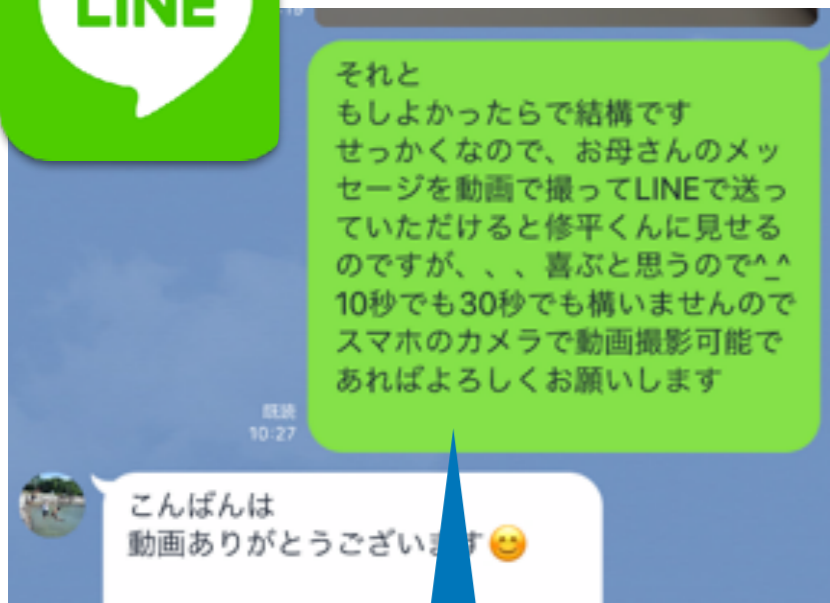 LINE
それと
もしよかったらで結構です
せっかくなので、お母さんのメッ
セージを動画で撮ってLINEで送っ
ていただけると修平くんに見せる
のですが、、、喜ぶと思うので^_^
10秒でも30秒でも構いませんので
スマホのカメラで動画撮影可能で
あればよろしくお願いします
既読
10:27
こんばんは
動画ありがとうございます😊